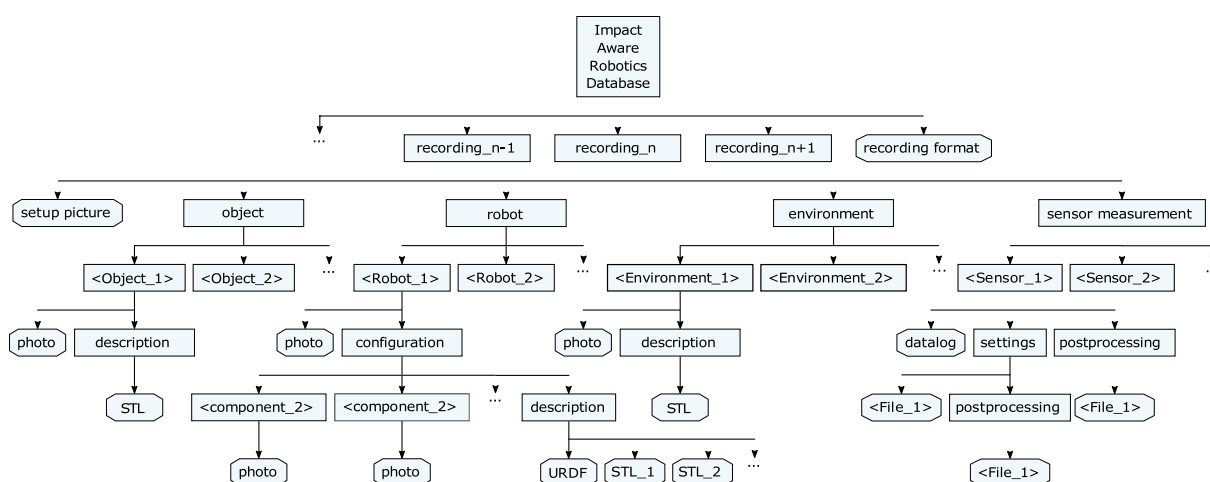 Impact
Aware
Robotics
Database
...
recording_n-1
recording_n
recording_n+1
recording format
setup picture
object
robot
environment
sensor measurement
<Object_1>
<Object_2>
...
<Robot_1>
<Robot_2>
...
<Environment_1>
<Environment_2>
...
<Sensor_1>
<Sensor_2>
.
photo
description
photo
configuration
photo
description
datalog
settings
postprocessing
STL
<component_2>
<component_2>
...
description
STL
<File_1>
postprocessing
<File_1>
photo
photo
URDF
STL_1
STL_2
...
<File_1>